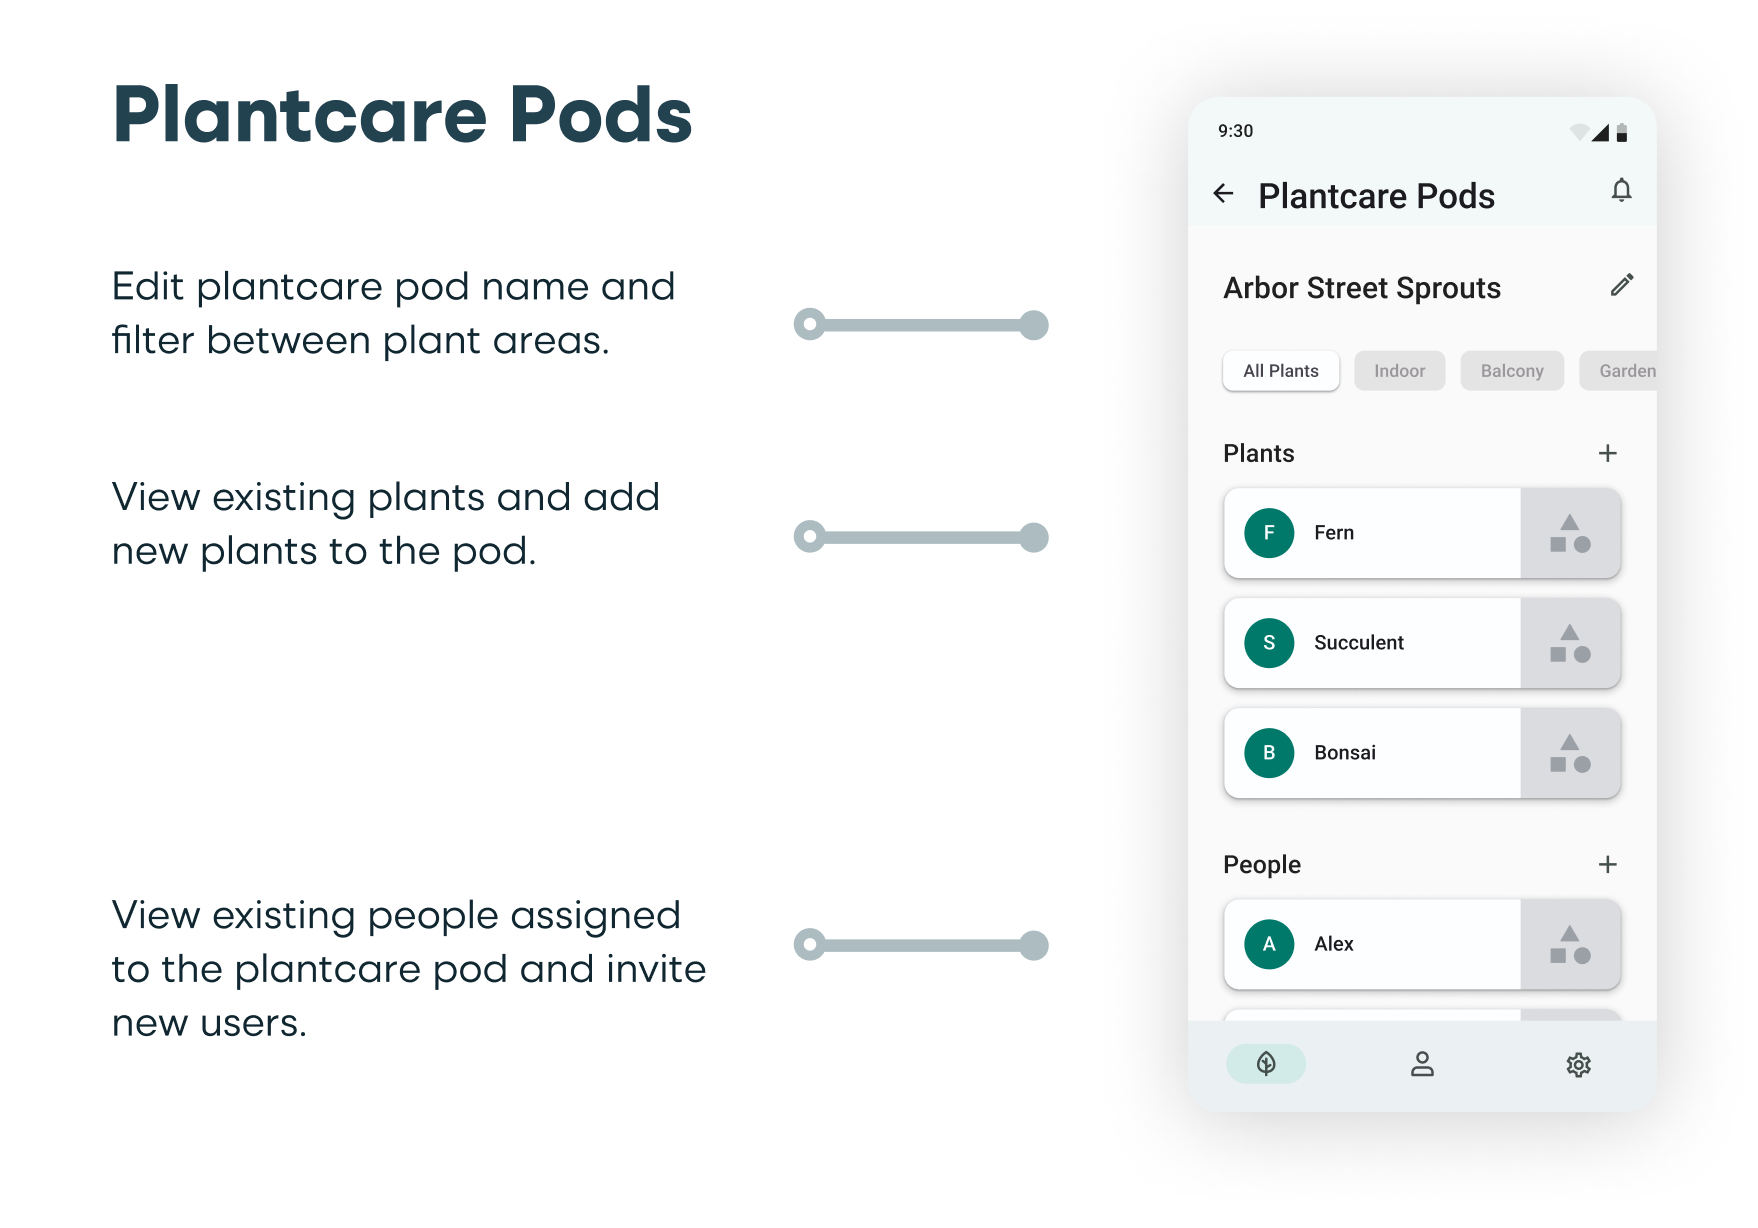 Plantcare Pods
Edit plantcare pod name and
filter between plant areas.
View existing plants and add
new plants to the pod.
View existing people assigned
to the plantcare pod and invite
new users.
9:30
Plantcare Pods
Arbor Street Sprouts
All Plants
Indoor
Balcony
Garden
Plants
F
Fern
S
Succulent
B
Bonsai
People
A
Alex